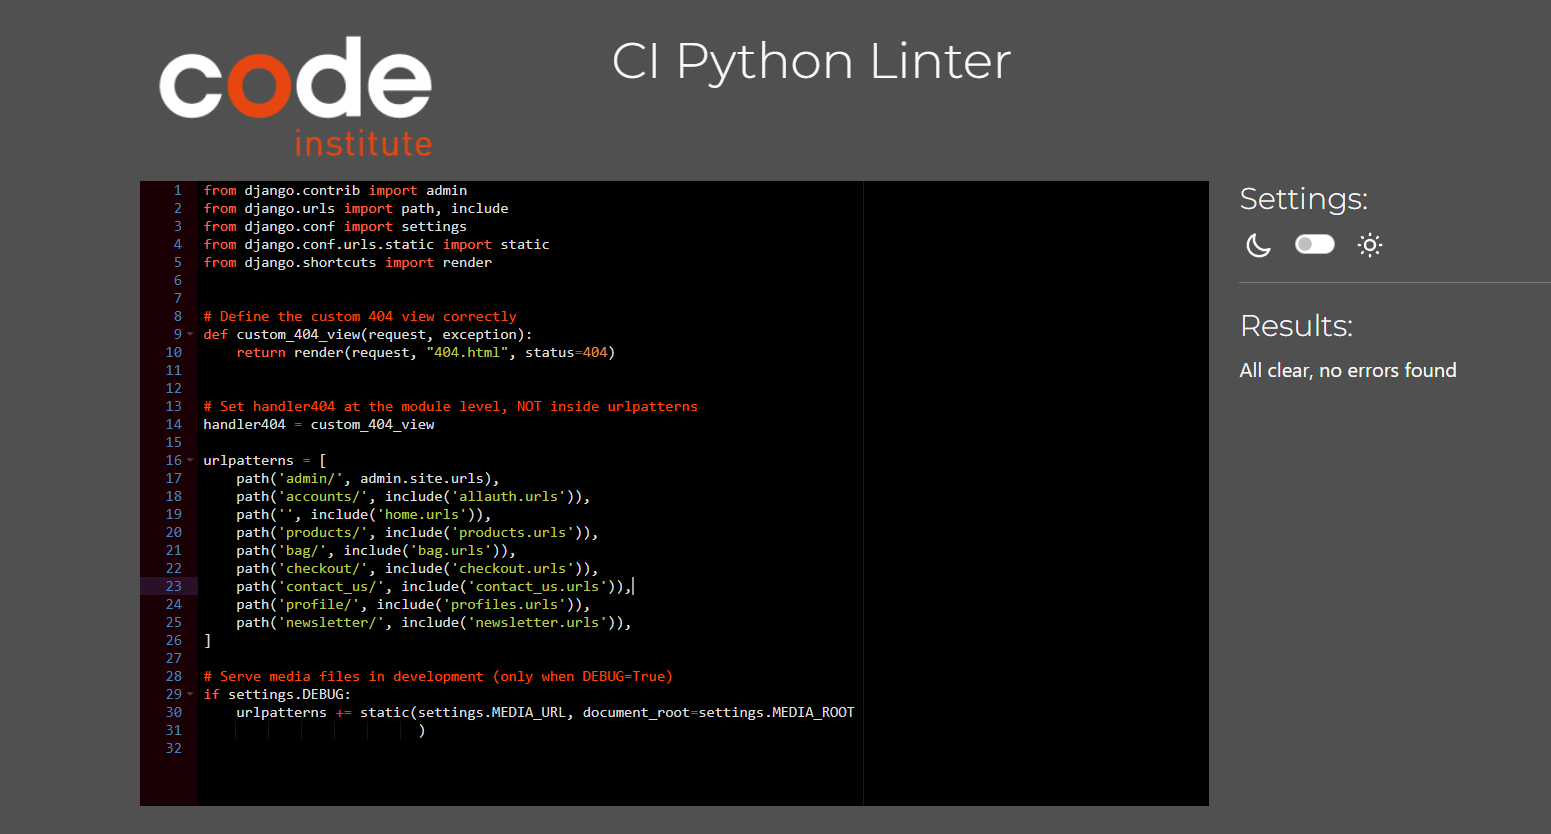 code
institute
CI Python Linter
1 from django.contrib import admin
2 from django.urls import path, include
3 from django.conf import settings
4 from django.conf.urls.static import static
5 from django.shortcuts import render
6
7
8 # Define the custom 404 view correctly
9 def custom_404_view(request, exception):
10     return render(request, "404.html", status=404)
11
12
13 # Set handler404 at the module level, NOT inside urlpatterns
14 handler404 = custom_404_view
15
16 urlpatterns = [
17     path('admin/', admin.site.urls),
18     path('accounts/', include('allauth.urls')),
19     path('', include('home.urls')),
20     path('products/', include('products.urls')),
21     path('bag/', include('bag.urls')),
22     path('checkout/', include('checkout.urls')),
23     path('contact_us/', include('contact_us.urls')),
24     path('profile/', include('profiles.urls')),
25     path('newsletter/', include('newsletter.urls')),
26 ]
27
28 # Serve media files in development (only when DEBUG=True)
29 if settings.DEBUG:
30     urlpatterns += static(settings.MEDIA_URL, document_root=settings.MEDIA_ROOT
31                           )
32
Settings:
Results:
All clear, no errors found